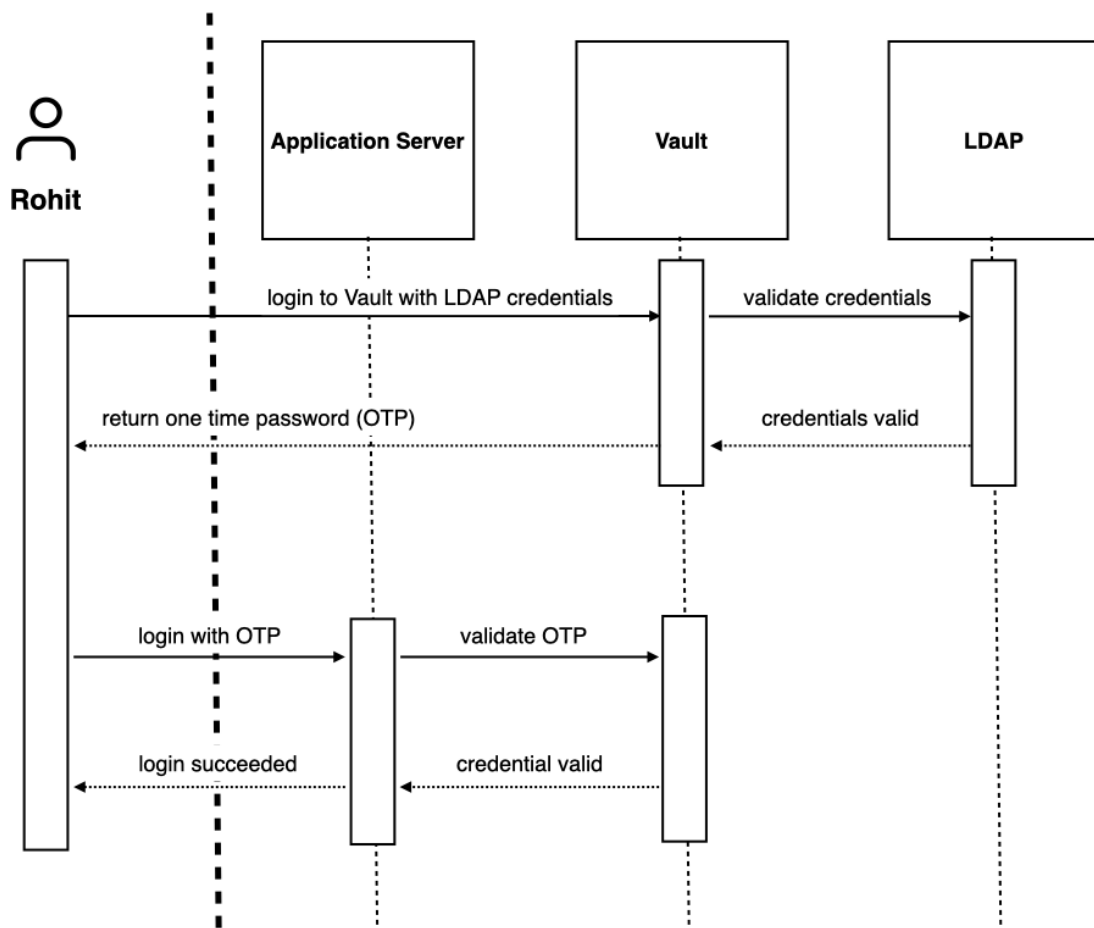 Application Server
Vault
LDAP
Rohit
login to Vault with LDAP credentials
validate credentials
return one time password (OTP)
credentials valid
login with OTP
validate OTP
login succeeded
credential valid